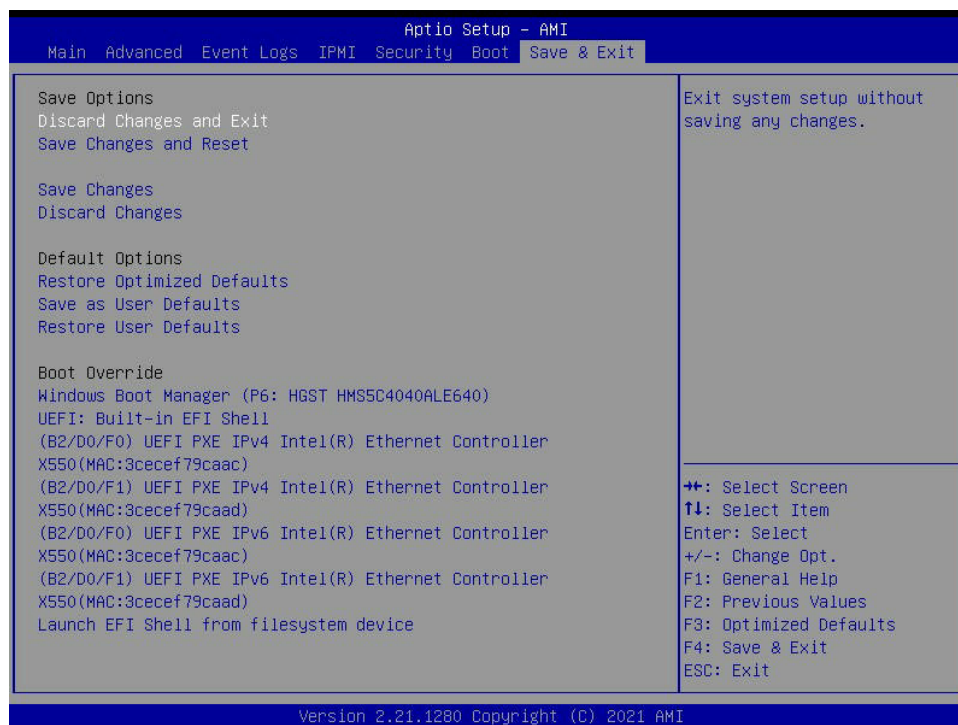 Aptio Setup – AMI
Main Advanced Event Logs IPMI Security Boot Save & Exit
Save Options
Discard Changes and Exit
Save Changes and Reset
Save Changes
Discard Changes
Default Options
Restore Optimized Defaults
Save as User Defaults
Restore User Defaults
Boot Override
Windows Boot Manager (P6: HGST HMS5C4040ALE640)
UEFI: Built-in EFI Shell
(B2/D0/F0) UEFI PXE IPv4 Intel(R) Ethernet Controller
X550(MAC:3cecef79caac)
(B2/D0/F1) UEFI PXE IPv4 Intel(R) Ethernet Controller
X550(MAC:3cecef79caad)
(B2/D0/F0) UEFI PXE IPv6 Intel(R) Ethernet Controller
X550(MAC:3cecef79caac)
(B2/D0/F1) UEFI PXE IPv6 Intel(R) Ethernet Controller
X550(MAC:3cecef79caad)
Launch EFI Shell from filesystem device
Exit system setup without
saving any changes.
→←: Select Screen
↑↓: Select Item
Enter: Select
+/-: Change Opt.
F1: General Help
F2: Previous Values
F3: Optimized Defaults
F4: Save & Exit
ESC: Exit
Version 2.21.1280 Copyright (C) 2021 AMI